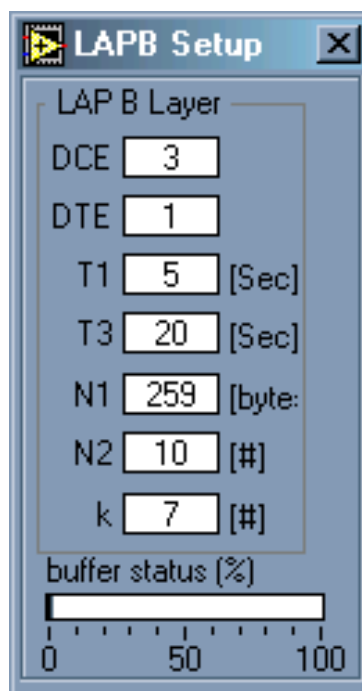 LAPB Setup
LAP B Layer
DCE 3
DTE 1
T1 5 [Sec]
T3 20 [Sec]
N1 259 [byte:
N2 10 [#]
k 7 [#]
buffer status (%)
0 50 100